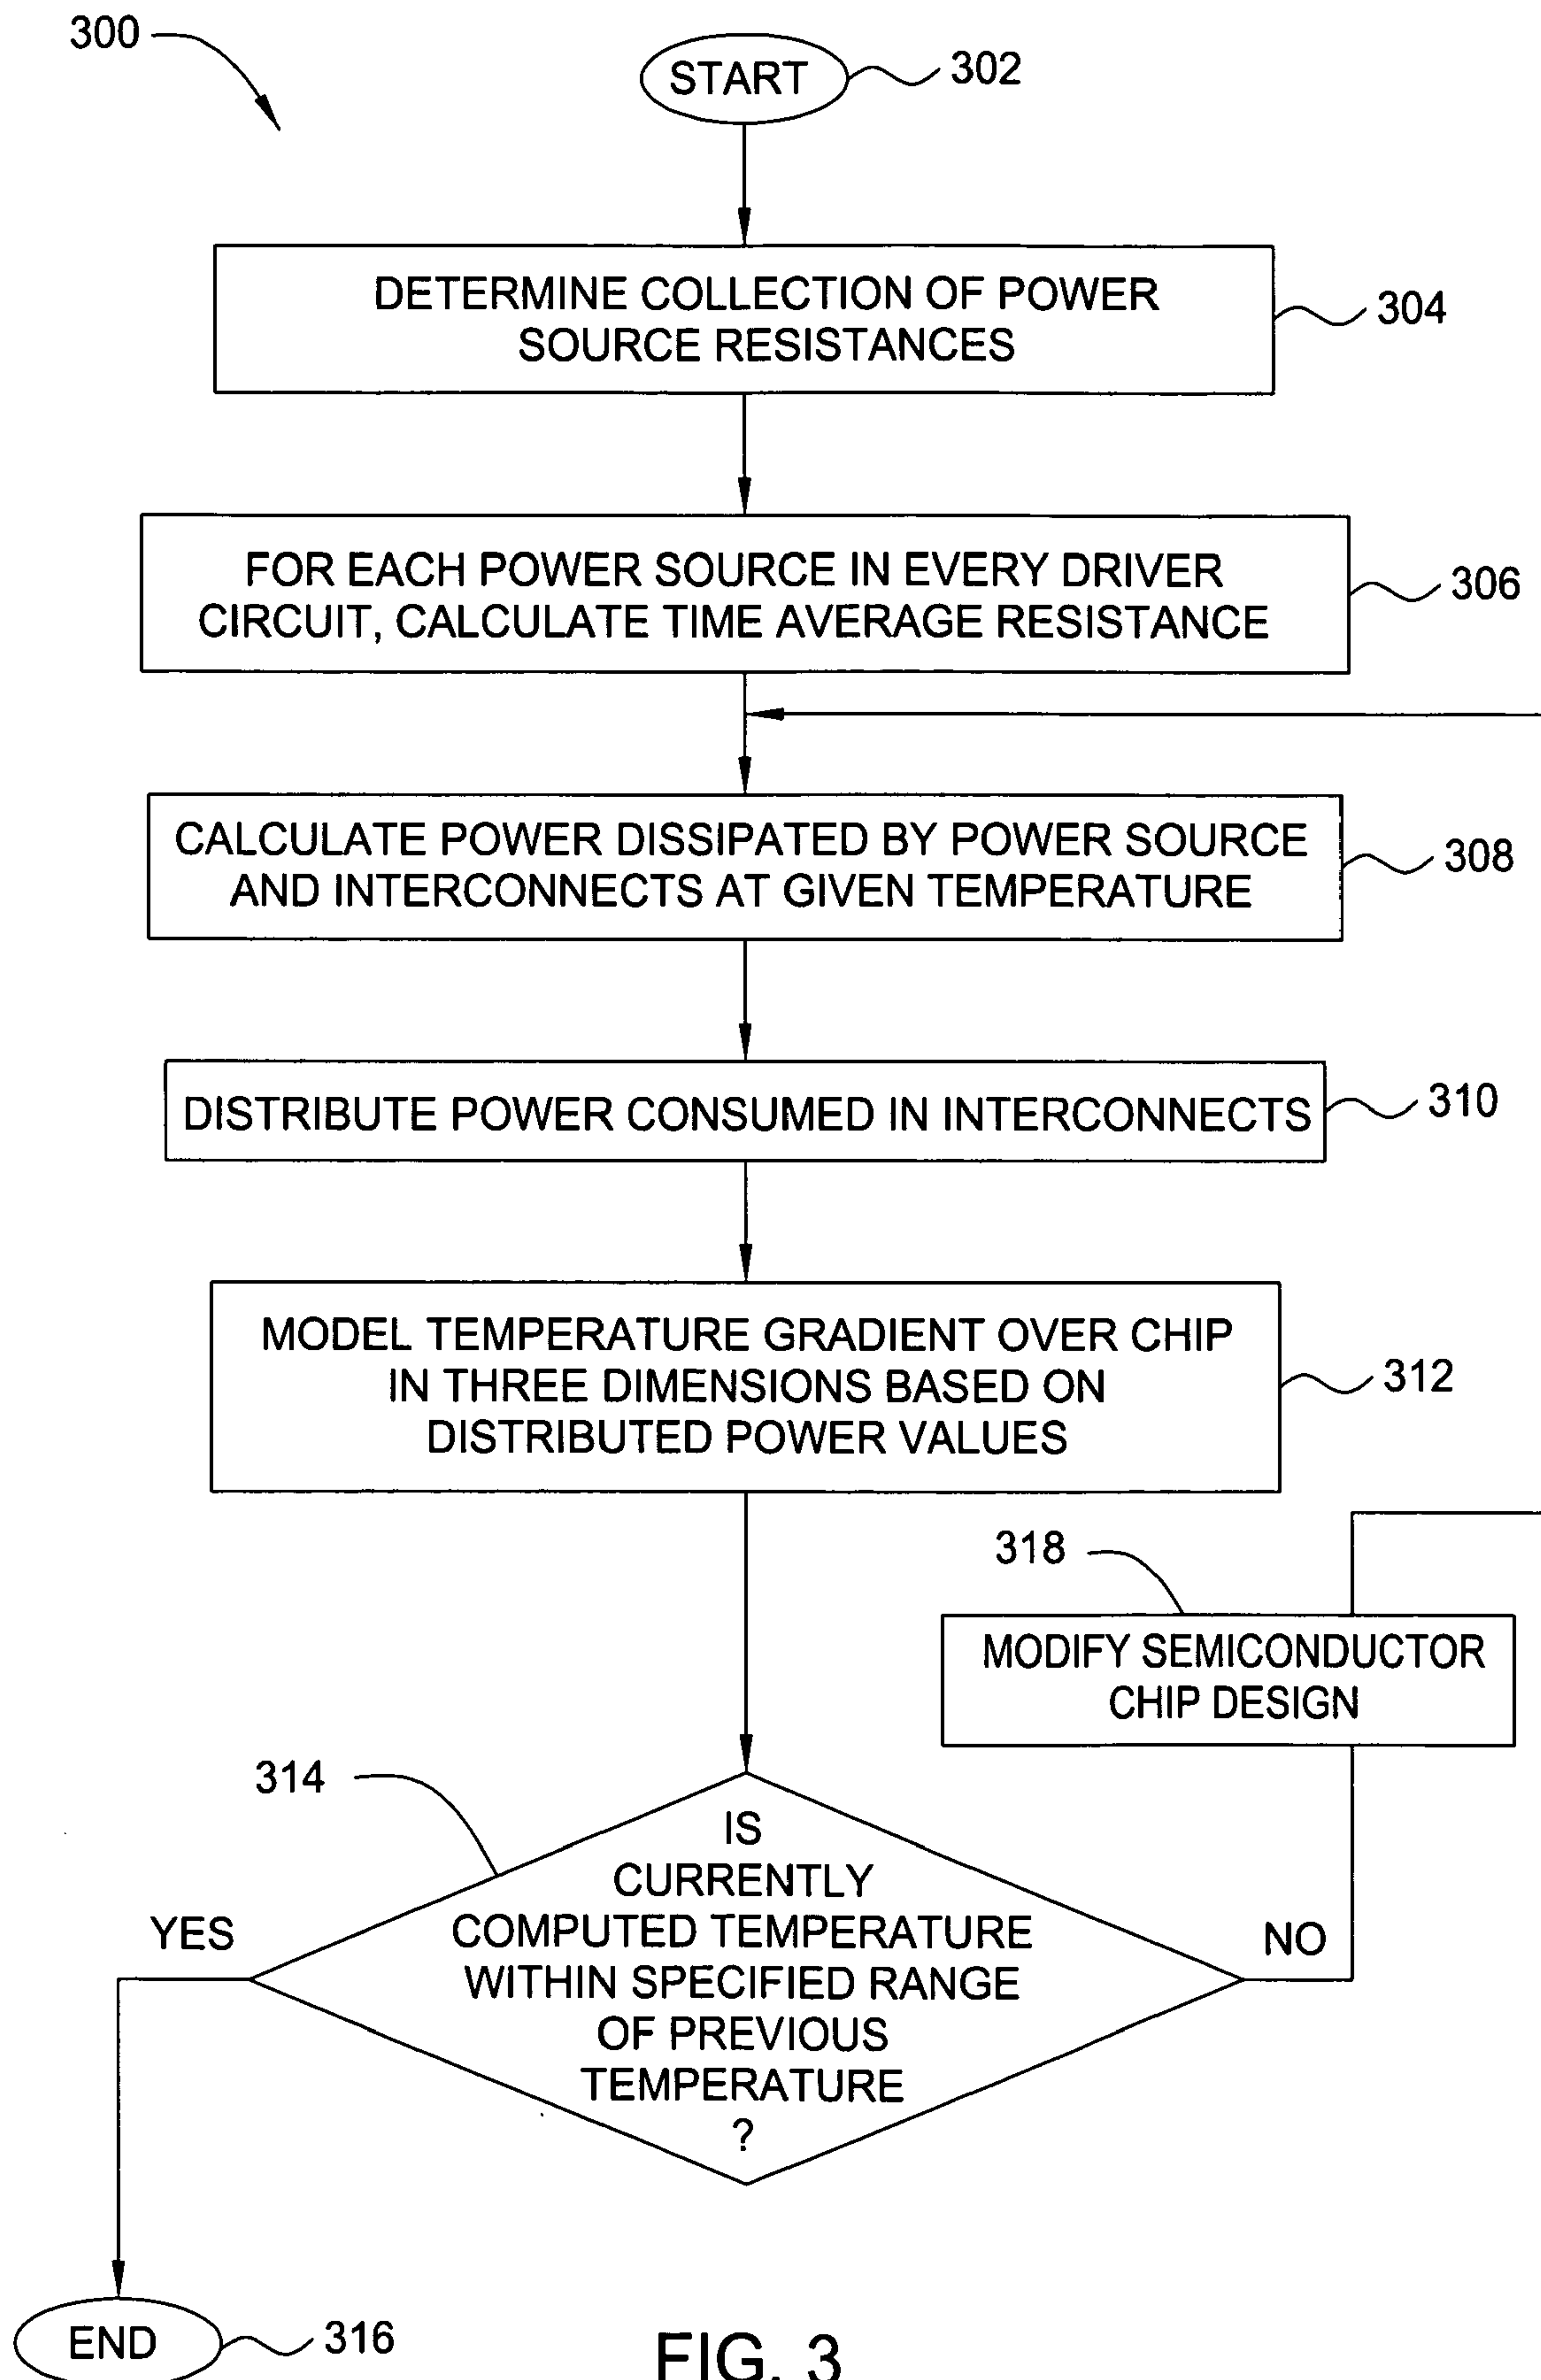 300
START
302
DETERMINE COLLECTION OF POWER
SOURCE RESISTANCES
304
FOR EACH POWER SOURCE IN EVERY DRIVER
CIRCUIT, CALCULATE TIME AVERAGE RESISTANCE
306
CALCULATE POWER DISSIPATED BY POWER SOURCE
AND INTERCONNECTS AT GIVEN TEMPERATURE
308
DISTRIBUTE POWER CONSUMED IN INTERCONNECTS
310
MODEL TEMPERATURE GRADIENT OVER CHIP
IN THREE DIMENSIONS BASED ON
DISTRIBUTED POWER VALUES
312
318
MODIFY SEMICONDUCTOR
CHIP DESIGN
314
IS
CURRENTLY
COMPUTED TEMPERATURE
WITHIN SPECIFIED RANGE
OF PREVIOUS
TEMPERATURE
?
YES
NO
END
316
FIG. 3